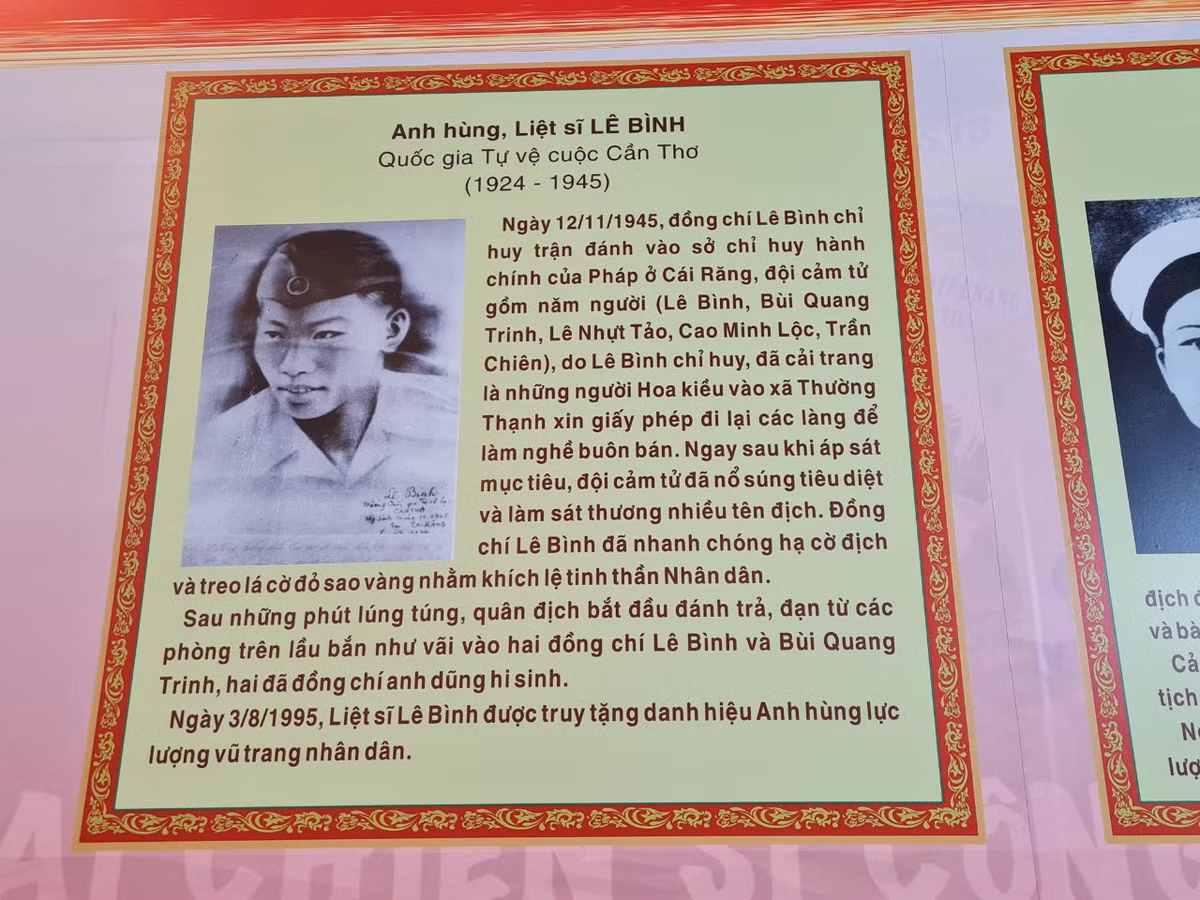 Anh hùng, Liệt sĩ LÊ BÌNH
Quốc gia Tự vệ cuộc Cần Thơ
(1924 - 1945)
Ngày 12/11/1945, đồng chí Lê Bình chỉ
huy trận đánh vào sở chỉ huy hành
chính của Pháp ở Cái Răng, đội cảm tử
gồm năm người (Lê Bình, Bùi Quang
Trinh, Lê Nhựt Tảo, Cao Minh Lộc, Trần
Chiên), do Lê Bình chỉ huy, đã cải trang
là những người Hoa kiều vào xã Thường
Thạnh xin giấy phép đi lại các làng để
làm nghề buôn bán. Ngay sau khi áp sát
mục tiêu, đội cảm tử đã nổ súng tiêu diệt
và làm sát thương nhiều tên địch. Đồng
chí Lê Bình đã nhanh chóng hạ cờ địch
và treo lá cờ đỏ sao vàng nhằm khích lệ tinh thần Nhân dân.
Sau những phút lúng túng, quân địch bắt đầu đánh trả, đạn từ các
phòng trên lầu bắn như vãi vào hai đồng chí Lê Bình và Bùi Quang
Trinh, hai đã đồng chí anh dũng hi sinh.
Ngày 3/8/1995, Liệt sĩ Lê Bình được truy tặng danh hiệu Anh hùng lực
lượng vũ trang nhân dân.
Lê Bình
địch
và bà
tịch
CHIẾN SĨ CÔNG